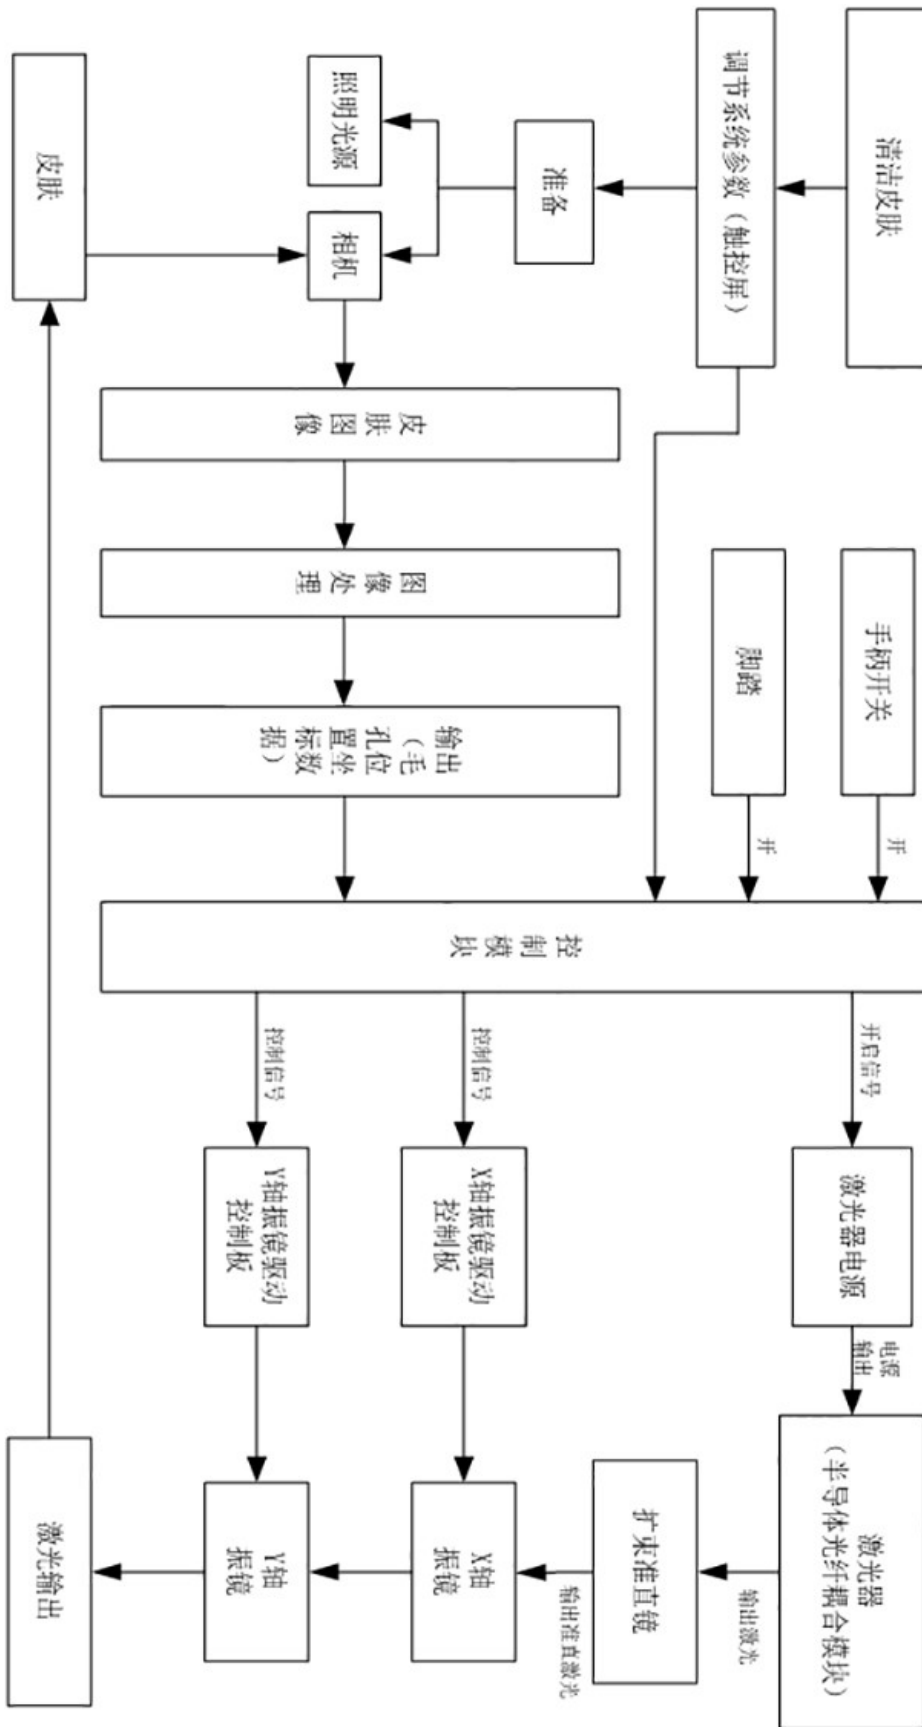 清洁皮肤
调节系统参数（触控屏）
准备
照明光源
相机
皮肤
皮
肤
图
像
图
像
处
理
输出
（毛
孔位
置坐
标数
据）
手柄开关
开
脚踏
开
控
制
模
块
开启信号
控制信号
控制信号
激光器电源
X轴振镜驱动
控制板
Y轴振镜驱动
控制板
电源
输出
激光器
（半导体光纤耦合模块）
输出激光
扩束准直镜
输出准直激光
X轴
振镜
Y轴
振镜
激光输出